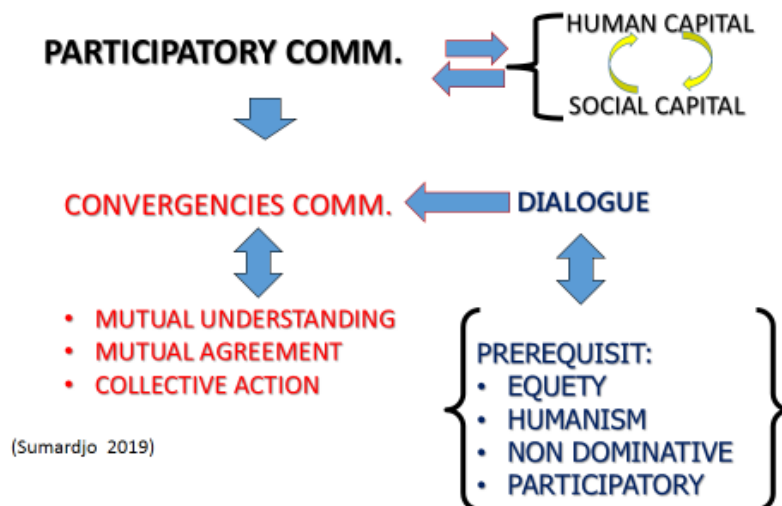 PARTICIPATORY COMM.
HUMAN CAPITAL
SOCIAL CAPITAL
CONVERGENCIES COMM.
DIALOGUE
• MUTUAL UNDERSTANDING
• MUTUAL AGREEMENT
• COLLECTIVE ACTION
PREREQUISIT:
• EQUETY
• HUMANISM
• NON DOMINATIVE
• PARTICIPATORY
(Sumardjo 2019)